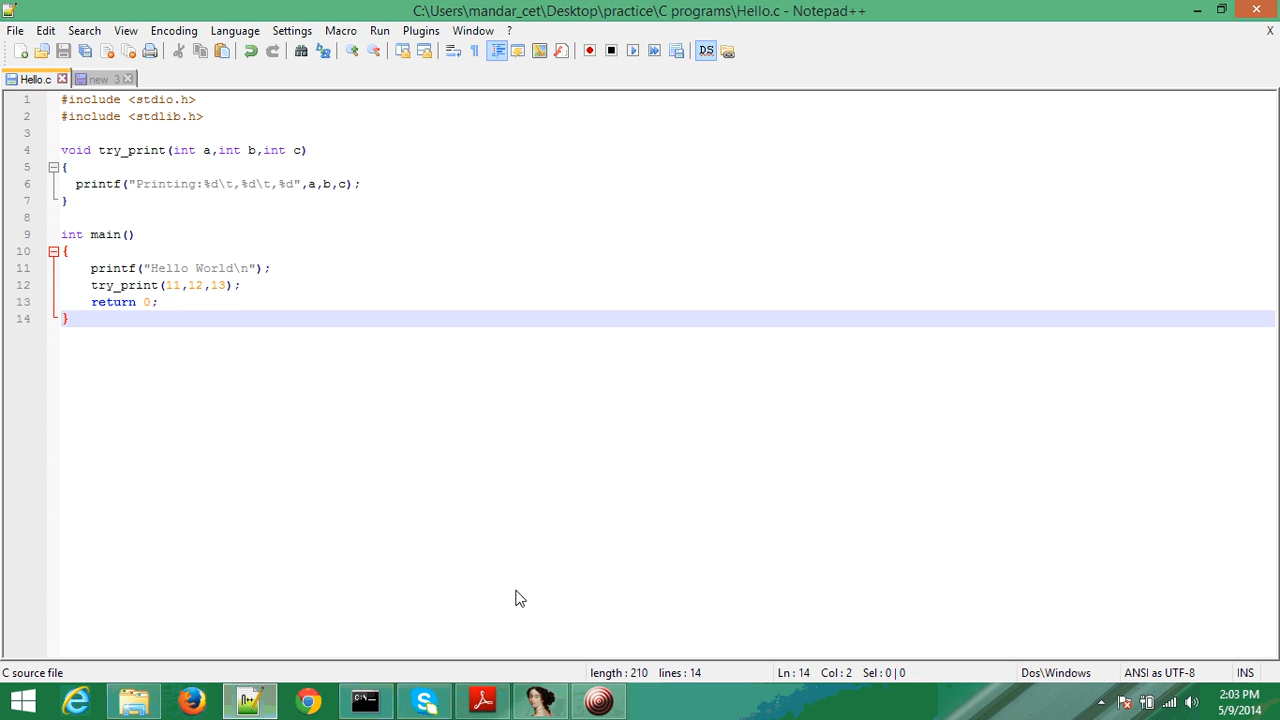 C:\Users\mandar_cet\Desktop\practice\C programs\Hello.c - Notepad++
File Edit Search View Encoding Language Settings Macro Run Plugins Window ? X
Hello.c new 3
1 #include <stdio.h>
2 #include <stdlib.h>
3
4 void try_print(int a,int b,int c)
5 {
6 printf("Printing:%d\t,%d\t,%d",a,b,c);
7 }
8
9 int main()
10 {
11 printf("Hello World\n");
12 try_print(11,12,13);
13 return 0;
14 }
C source file length : 210 lines : 14 Ln : 14 Col : 2 Sel : 0 | 0 Dos\Windows ANSI as UTF-8 INS
2:03 PM
5/9/2014